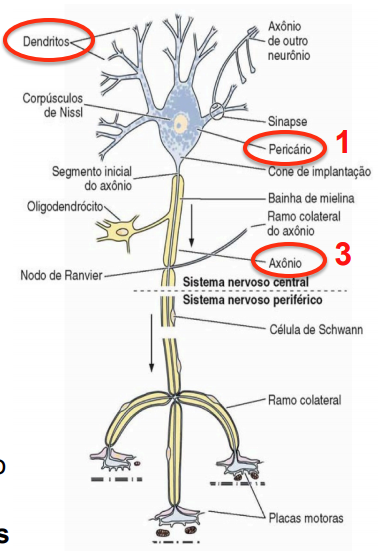 Dendritos
Axônio
de outro
neurônio
Corpúsculos
de Nissl
Sinapse
Pericário
1
Cone de implantação
Segmento inicial
do axônio
Bainha de mielina
Oligodendrócito
Ramo colateral
do axônio
Axônio
3
Nodo de Ranvier
Sistema nervoso central
Sistema nervoso periférico
Célula de Schwann
Ramo colateral
o
s
Placas motoras